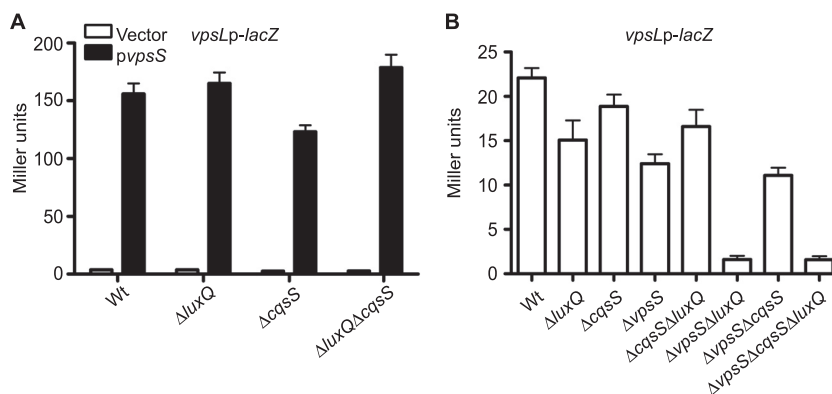 A
Vector
pvpsS
vpsLp-lacZ
Miller units
200
150
100
50
0
Wt
ΔluxQ
ΔcqsS
ΔluxQΔcqsS
B
vpsLp-lacZ
Miller units
25
20
15
10
5
0
Wt
ΔluxQ
ΔcqsS
ΔvpsS
ΔcqsSΔluxQ
ΔvpsSΔluxQ
ΔvpsSΔcqsS
ΔvpsSΔcqsSΔluxQ